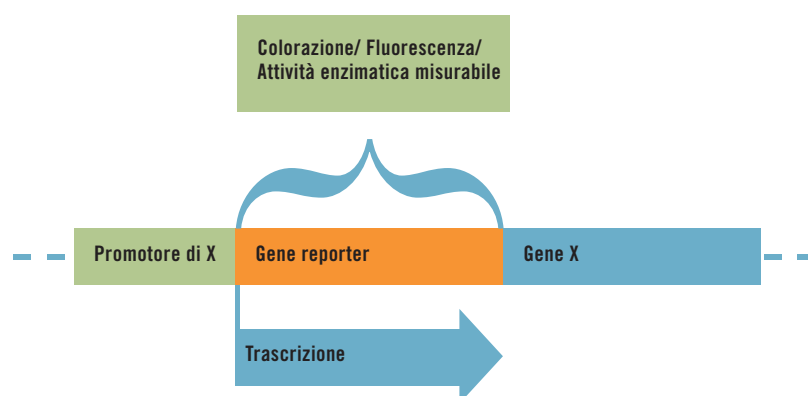 Colorazione/ Fluorescenza/
Attività enzimatica misurabile
Promotore di X
Gene reporter
Gene X
Trascrizione